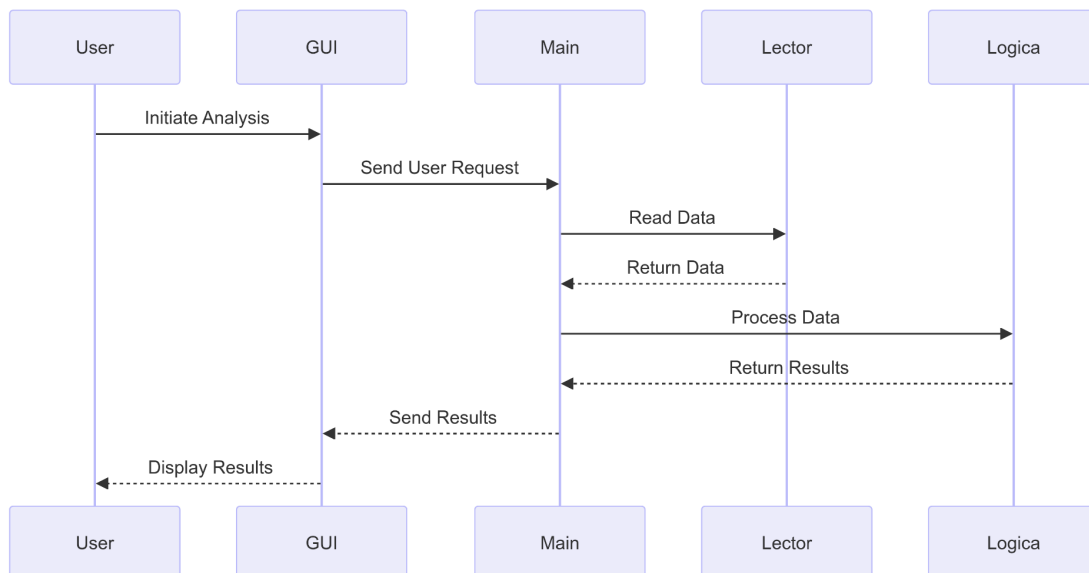 User
GUI
Main
Lector
Logica
Initiate Analysis
Send User Request
Read Data
Return Data
Process Data
Return Results
Send Results
Display Results
User
GUI
Main
Lector
Logica